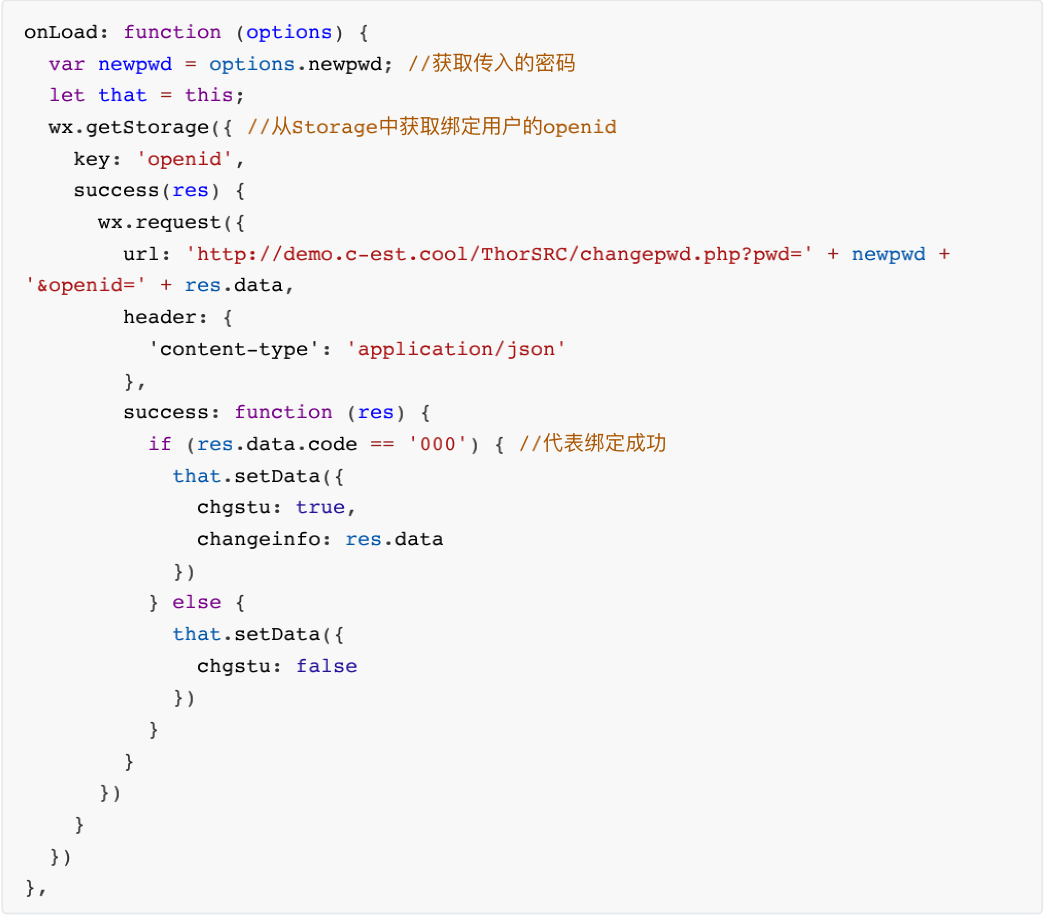 onLoad: function (options) {
  var newpwd = options.newpwd; //获取传入的密码
  let that = this;
  wx.getStorage({ //从Storage中获取绑定用户的openid
    key: 'openid',
    success(res) {
      wx.request({
        url: 'http://demo.c-est.cool/ThorSRC/changepwd.php?pwd=' + newpwd +
'&openid=' + res.data,
        header: {
          'content-type': 'application/json'
        },
        success: function (res) {
          if (res.data.code == '000') { //代表绑定成功
            that.setData({
              chgstu: true,
              changeinfo: res.data
            })
          } else {
            that.setData({
              chgstu: false
            })
          }
        }
      })
    }
  })
},